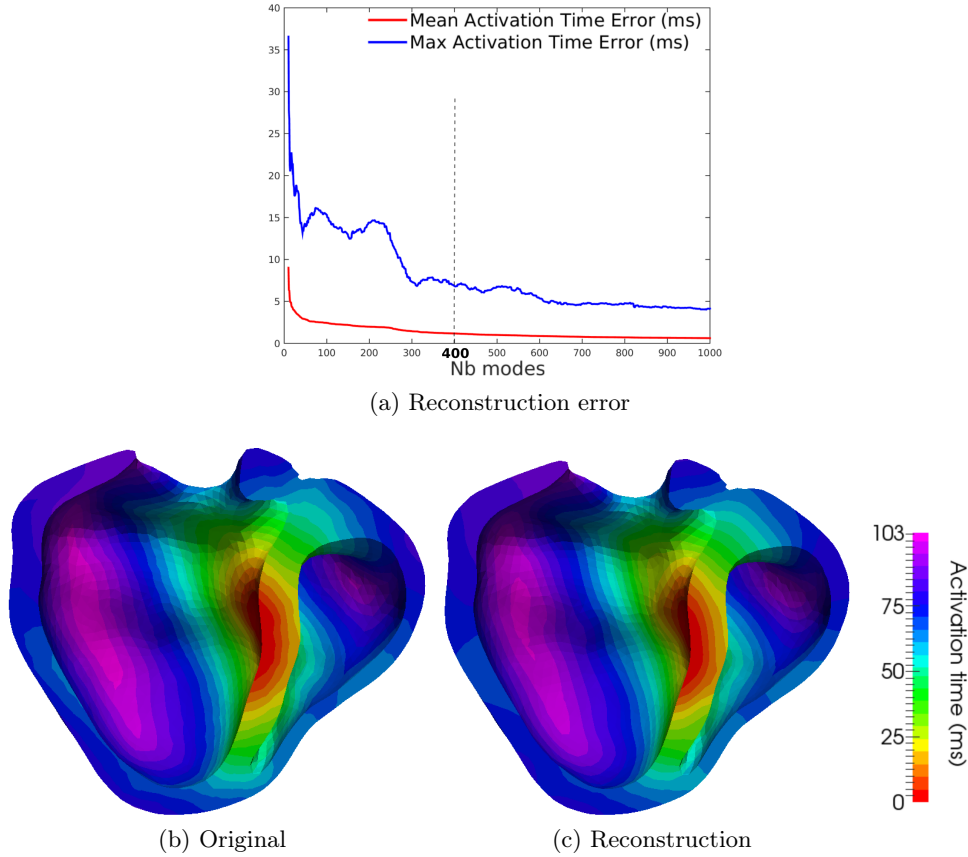 Mean Activation Time Error (ms)
Max Activation Time Error (ms)
40
35
30
25
20
15
10
5
0
0 100 200 300 400 500 600 700 800 900 1000
Nb modes
(a) Reconstruction error
103
75
50
25
0
Activation time (ms)
(b) Original
(c) Reconstruction